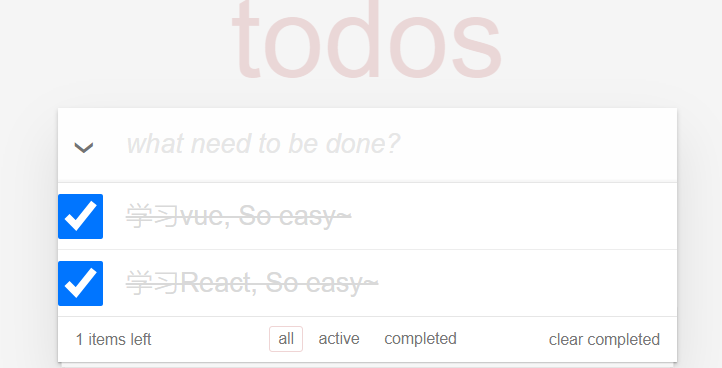 todos
what need to be done?
学习vue, So easy~
学习React, So easy~
1 items left all active completed clear completed